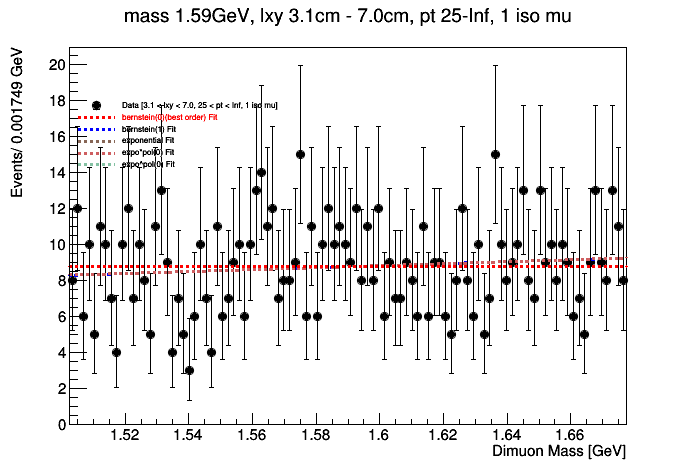 mass 1.59GeV, lxy 3.1cm - 7.0cm, pt 25-Inf, 1 iso mu
Events/ 0.001749 GeV
20
18
16
14
12
10
8
6
4
2
0
Data [3.1 < lxy < 7.0, 25 < pt < Inf, 1 iso mu]
bernstein(0)(best order) Fit
bernstein(1) Fit
exponential Fit
expo*pol(1) Fit
expo*pol(0) Fit
1.52 1.54 1.56 1.58 1.6 1.62 1.64 1.66
Dimuon Mass [GeV]